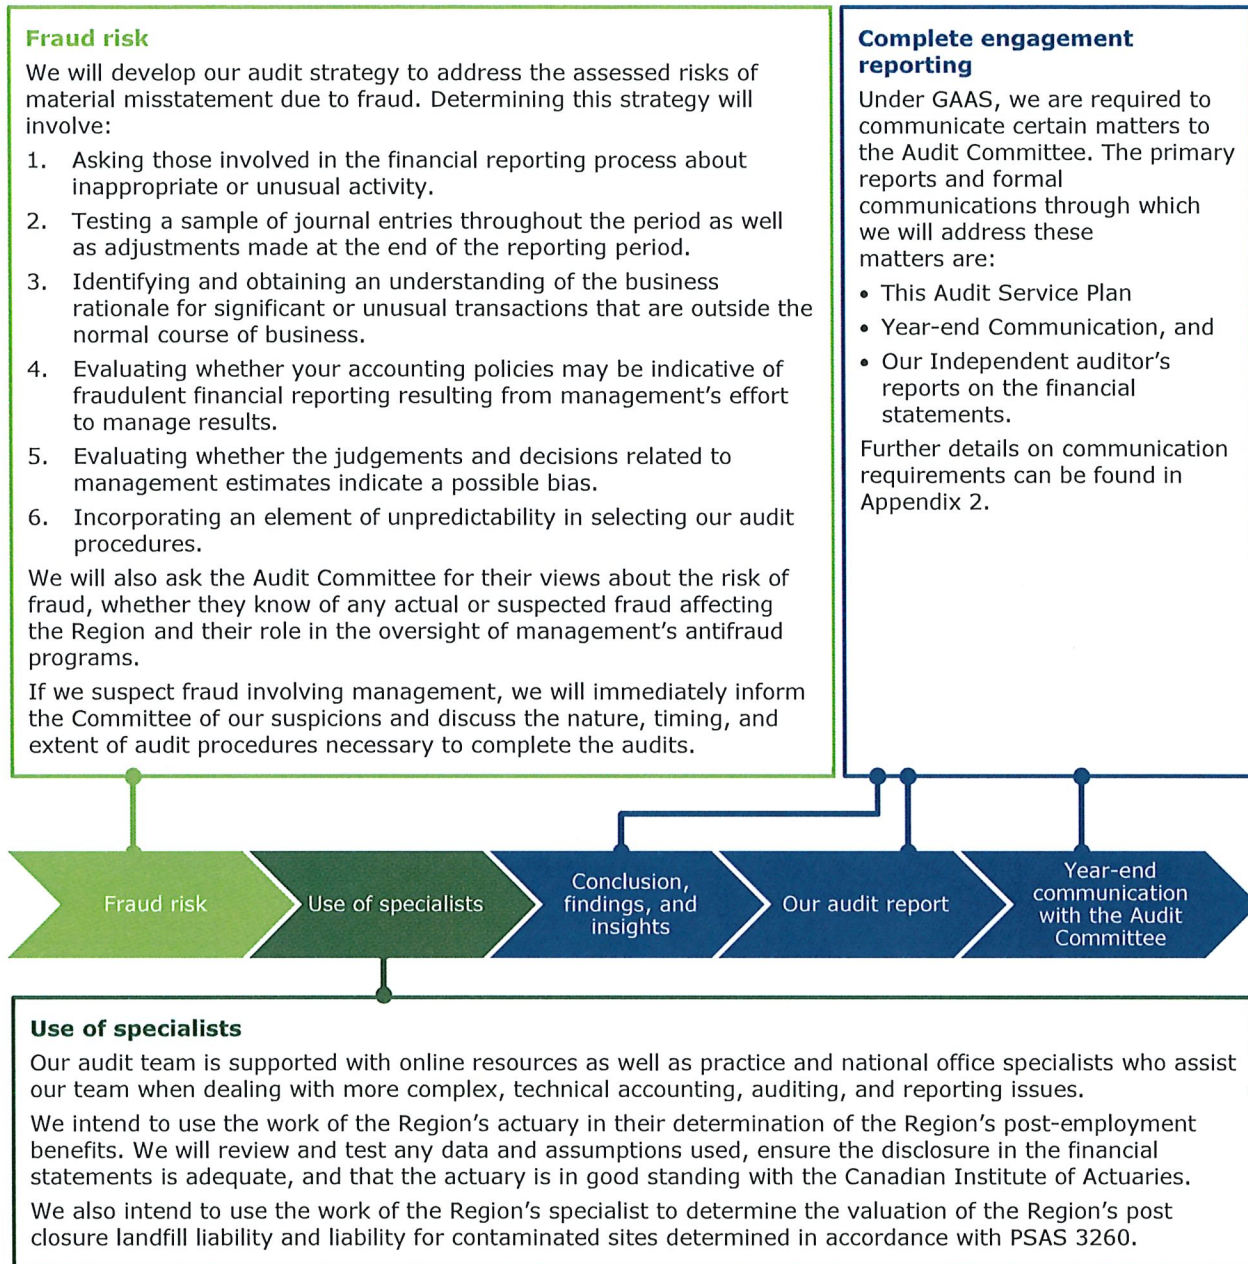 Fraud risk
We will develop our audit strategy to address the assessed risks of
material misstatement due to fraud. Determining this strategy will
involve:
1. Asking those involved in the financial reporting process about
inappropriate or unusual activity.
2. Testing a sample of journal entries throughout the period as well
as adjustments made at the end of the reporting period.
3. Identifying and obtaining an understanding of the business
rationale for significant or unusual transactions that are outside the
normal course of business.
4. Evaluating whether your accounting policies may be indicative of
fraudulent financial reporting resulting from management's effort
to manage results.
5. Evaluating whether the judgements and decisions related to
management estimates indicate a possible bias.
6. Incorporating an element of unpredictability in selecting our audit
procedures.
We will also ask the Audit Committee for their views about the risk of
fraud, whether they know of any actual or suspected fraud affecting
the Region and their role in the oversight of management's antifraud
programs.
If we suspect fraud involving management, we will immediately inform
the Committee of our suspicions and discuss the nature, timing, and
extent of audit procedures necessary to complete the audits.
Complete engagement
reporting
Under GAAS, we are required to
communicate certain matters to
the Audit Committee. The primary
reports and formal
communications through which
we will address these
matters are:
• This Audit Service Plan
• Year-end Communication, and
• Our Independent auditor's
reports on the financial
statements.
Further details on communication
requirements can be found in
Appendix 2.
Fraud risk
Use of specialists
Conclusion,
findings, and
insights
Our audit report
Year-end
communication
with the Audit
Committee
Use of specialists
Our audit team is supported with online resources as well as practice and national office specialists who assist
our team when dealing with more complex, technical accounting, auditing, and reporting issues.
We intend to use the work of the Region's actuary in their determination of the Region's post-employment
benefits. We will review and test any data and assumptions used, ensure the disclosure in the financial
statements is adequate, and that the actuary is in good standing with the Canadian Institute of Actuaries.
We also intend to use the work of the Region's specialist to determine the valuation of the Region's post
closure landfill liability and liability for contaminated sites determined in accordance with PSAS 3260.